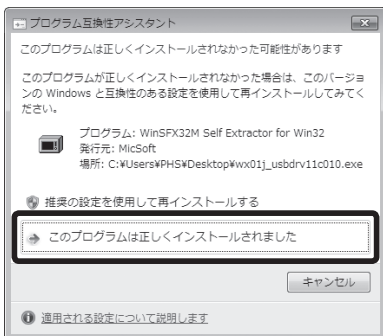 プログラム互換性アシスタント
このプログラムは正しくインストールされなかった可能性があります
このプログラムが正しくインストールされなかった場合は、このバージョ
ンの Windows と互換性のある設定を使用して再インストールしてみてく
ださい。
プログラム: WinSFX32M Self Extractor for Win32
発行元: MicSoft
場所: C:¥Users¥PHS¥Desktop¥wx01j_usbdrv11c010.exe
推奨の設定を使用して再インストールする
このプログラムは正しくインストールされました
キャンセル
適用される設定について説明します